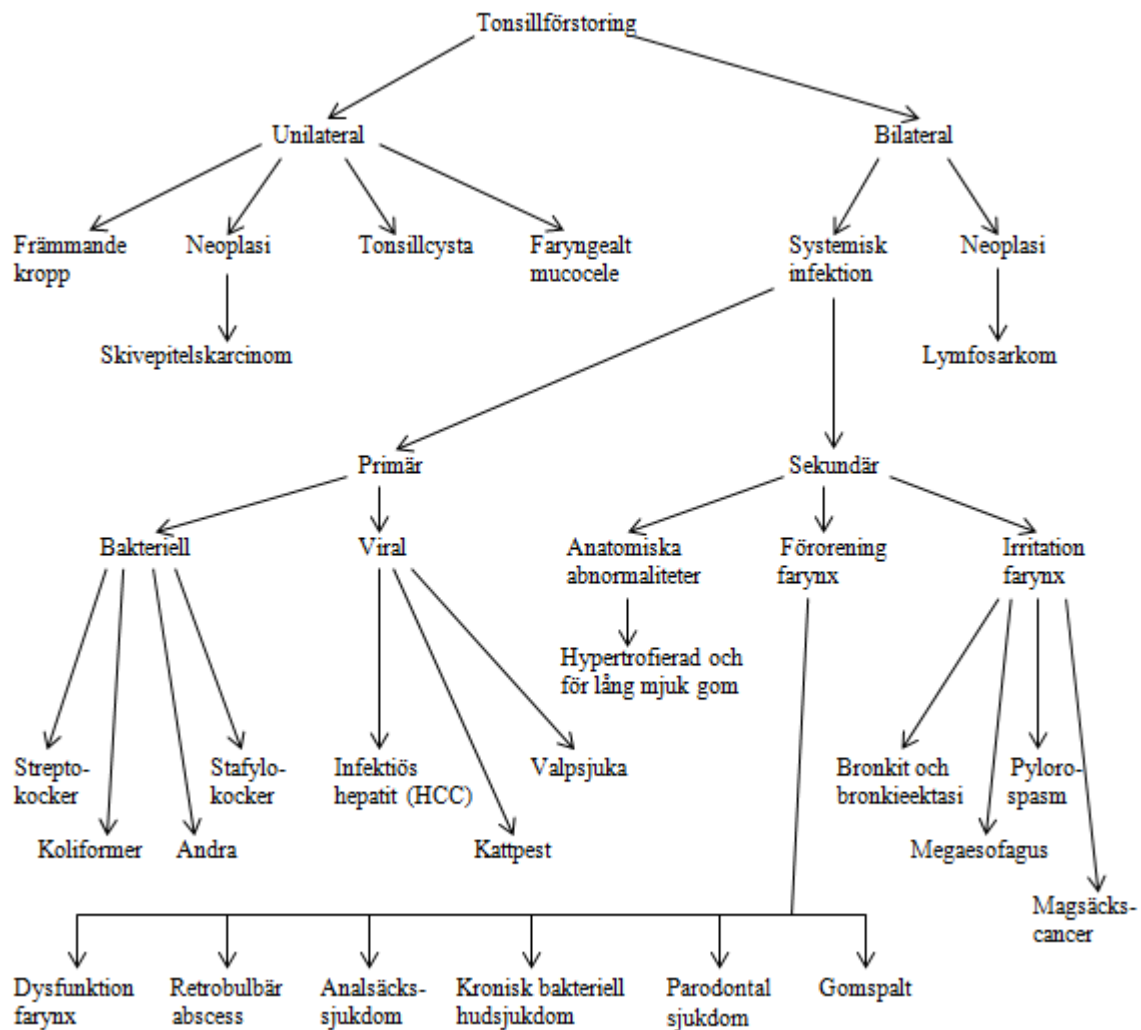 Tonsillförstoring
Unilateral
Bilateral
Främmande
kropp
Neoplasi
Tonsillcysta
Faryngealt
mucocele
Systemisk
infektion
Neoplasi
Skivepitelskarcinom
Lymfosarkom
Primär
Sekundär
Bakteriell
Viral
Anatomiska
abnormaliteter
Förorening
farynx
Irritation
farynx
Hypertrofierad och
för lång mjuk gom
Strepto-
kocker
Stafylo-
kocker
Infektiös
hepatit (HCC)
Valpsjuka
Bronkit och
bronkieektasi
Pyloro-
spasm
Koliformer
Andra
Kattpest
Megaesofagus
Magsäcks-
cancer
Dysfunktion
farynx
Retrobulbär
abscess
Analsäcks-
sjukdom
Kronisk bakteriell
hudsjukdom
Parodontal
sjukdom
Gomspalt